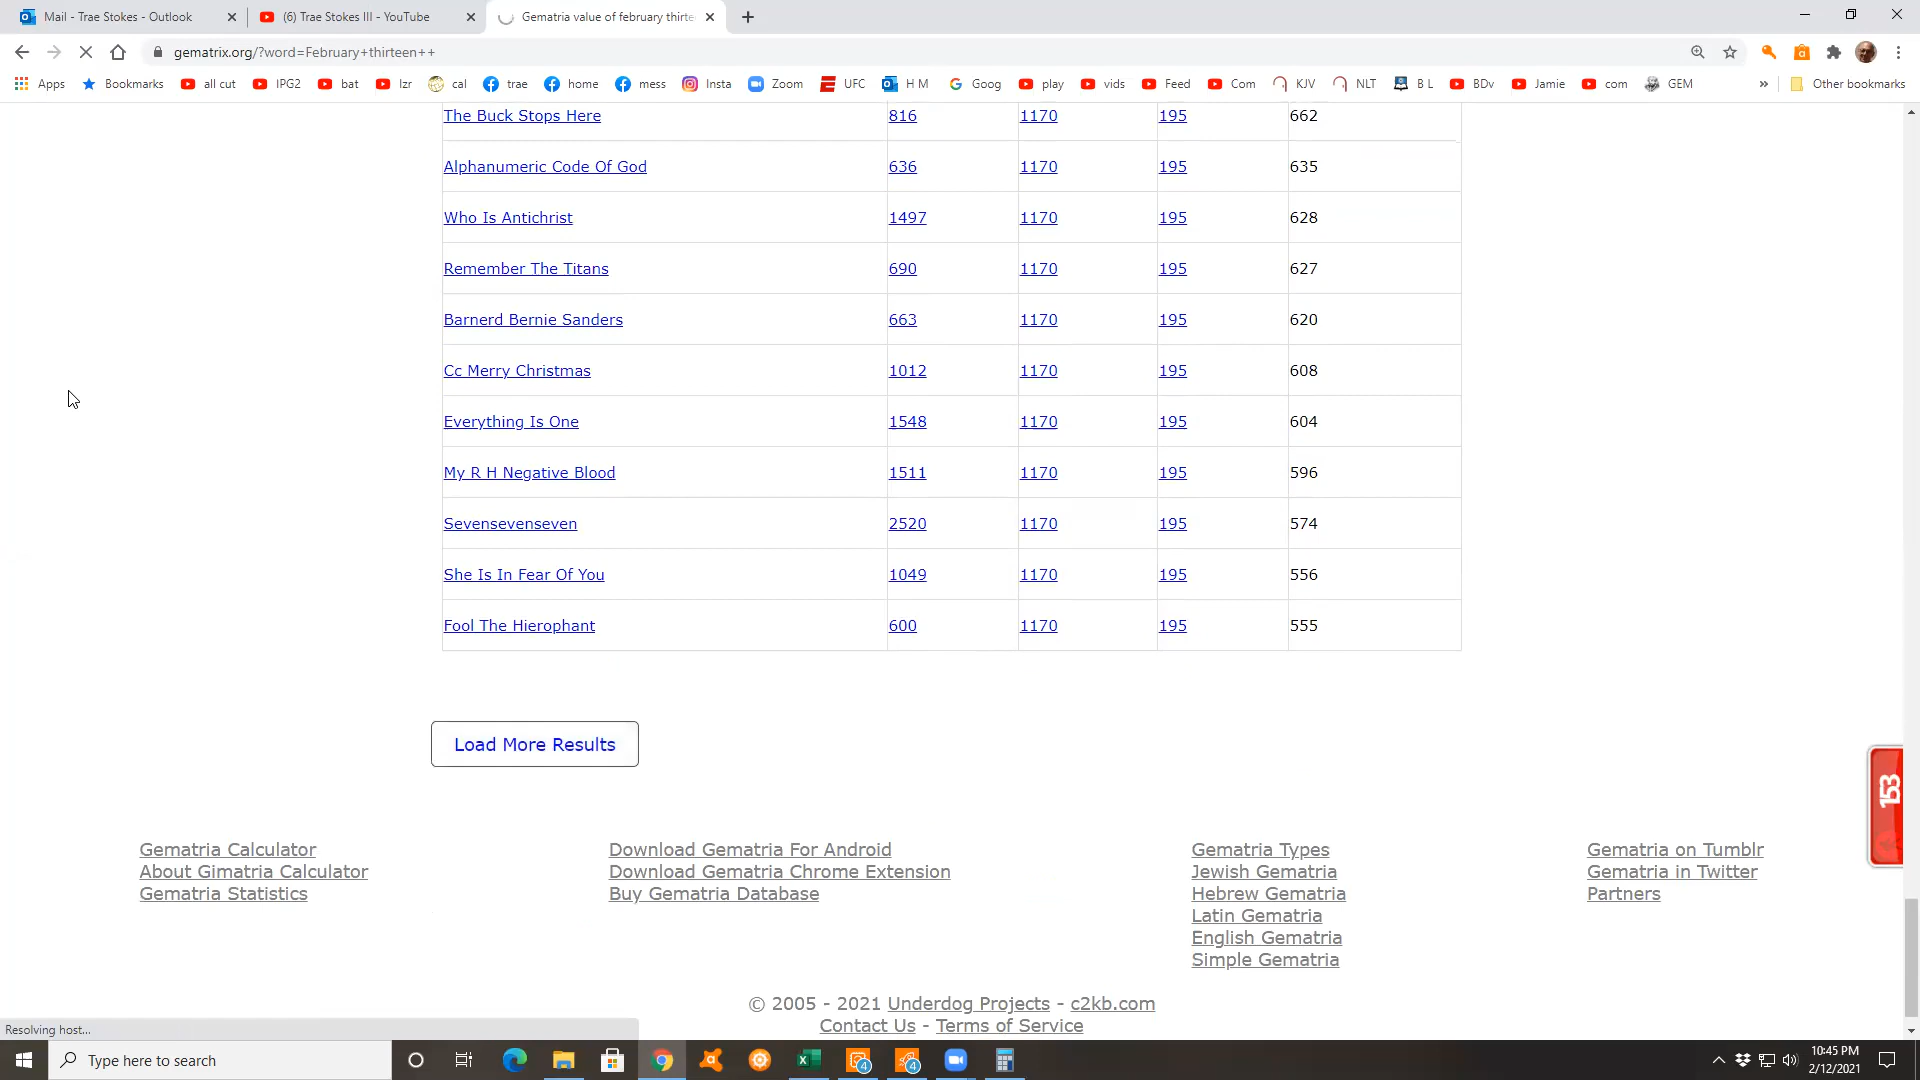 Mail - Trae Stokes - Outlook
(6) Trae Stokes III - YouTube
Gematria value of february thirte
gematrix.org/?word=February+thirteen++
Apps Bookmarks all cut IPG2 bat lzr cal trae home mess Insta Zoom UFC H M Goog play vids Feed Com KJV NLT B L BDv Jamie com GEM » Other bookmarks
The Buck Stops Here 816 1170 195 662
Alphanumeric Code Of God 636 1170 195 635
Who Is Antichrist 1497 1170 195 628
Remember The Titans 690 1170 195 627
Barnerd Bernie Sanders 663 1170 195 620
Cc Merry Christmas 1012 1170 195 608
Everything Is One 1548 1170 195 604
My R H Negative Blood 1511 1170 195 596
Sevensevenseven 2520 1170 195 574
She Is In Fear Of You 1049 1170 195 556
Fool The Hierophant 600 1170 195 555
Load More Results
153
Gematria Calculator Download Gematria For Android Gematria Types Gematria on Tumblr
About Gimatria Calculator Download Gematria Chrome Extension Jewish Gematria Gematria in Twitter
Gematria Statistics Buy Gematria Database Hebrew Gematria Partners
Latin Gematria
English Gematria
Simple Gematria
© 2005 - 2021 Underdog Projects - c2kb.com
Contact Us - Terms of Service
Resolving host...
Type here to search
4
4
10:45 PM
2/12/2021